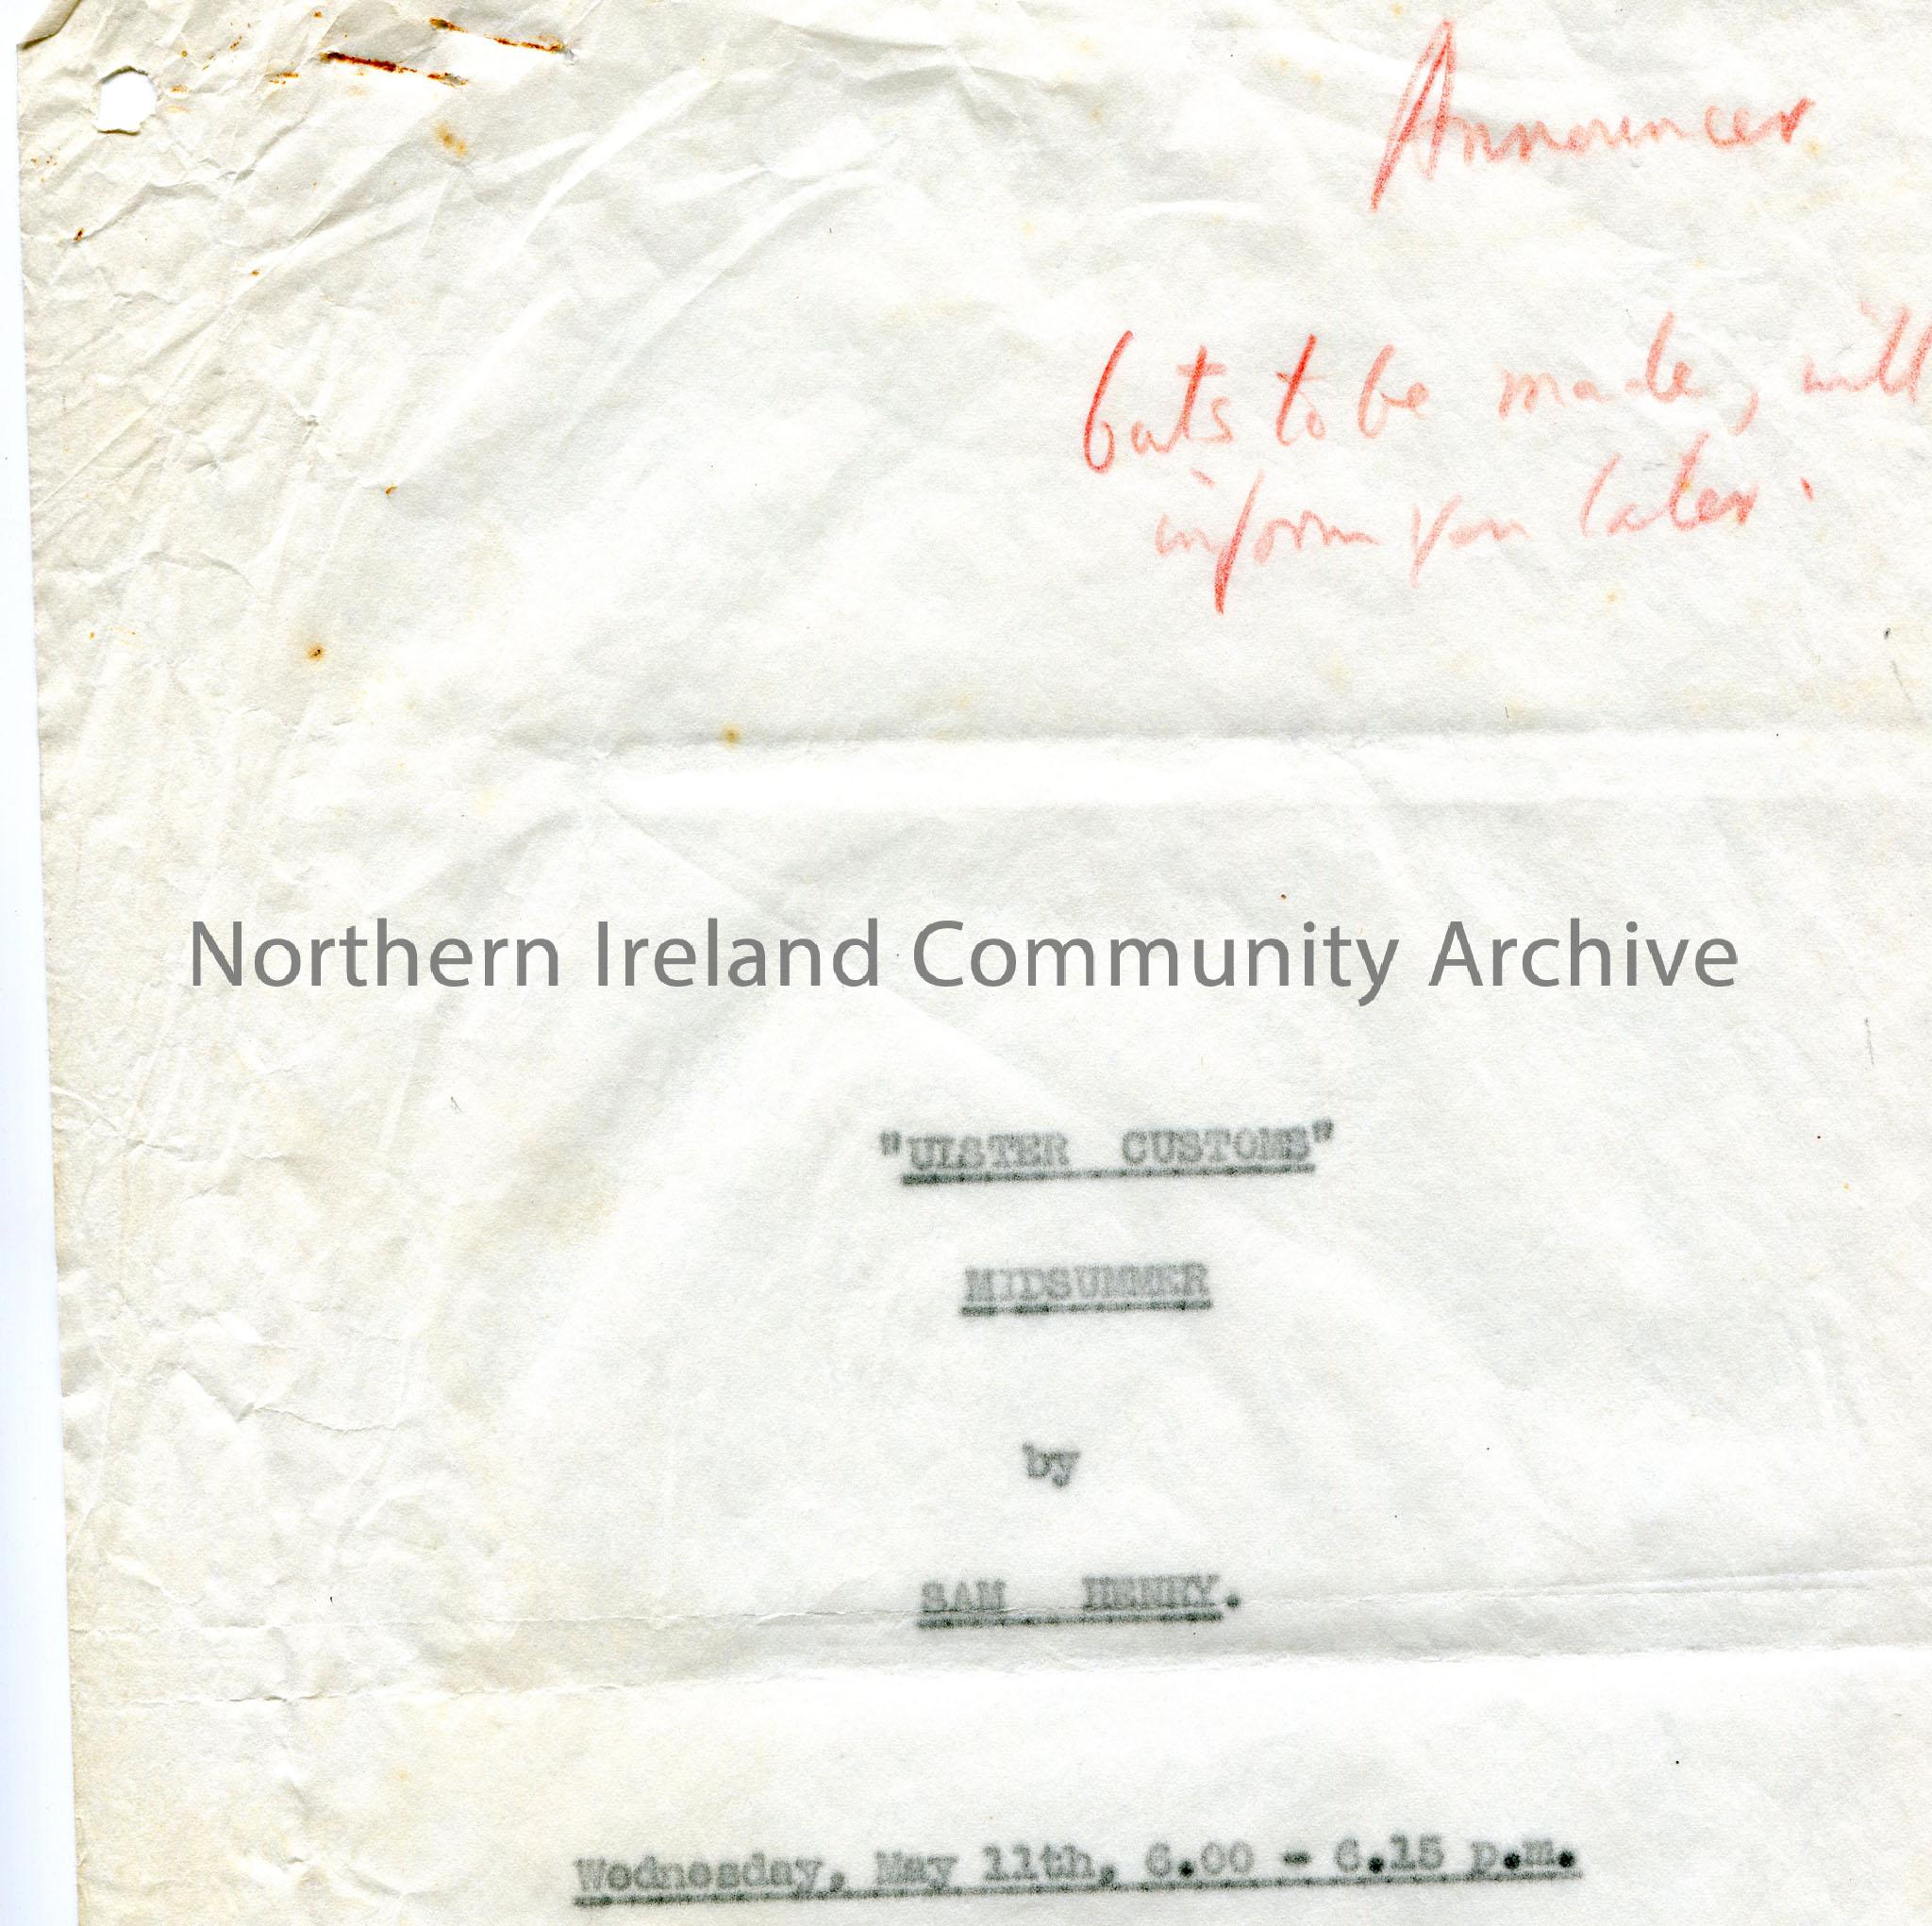 Announcer
Cuts to be made, will
inform you later.
Northern Ireland Community Archive
"ULSTER CUSTOMS"
MIDSUMMER
by
SAM HENRY.
Wednesday, May 11th, 6.00 - 6.15 p.m.